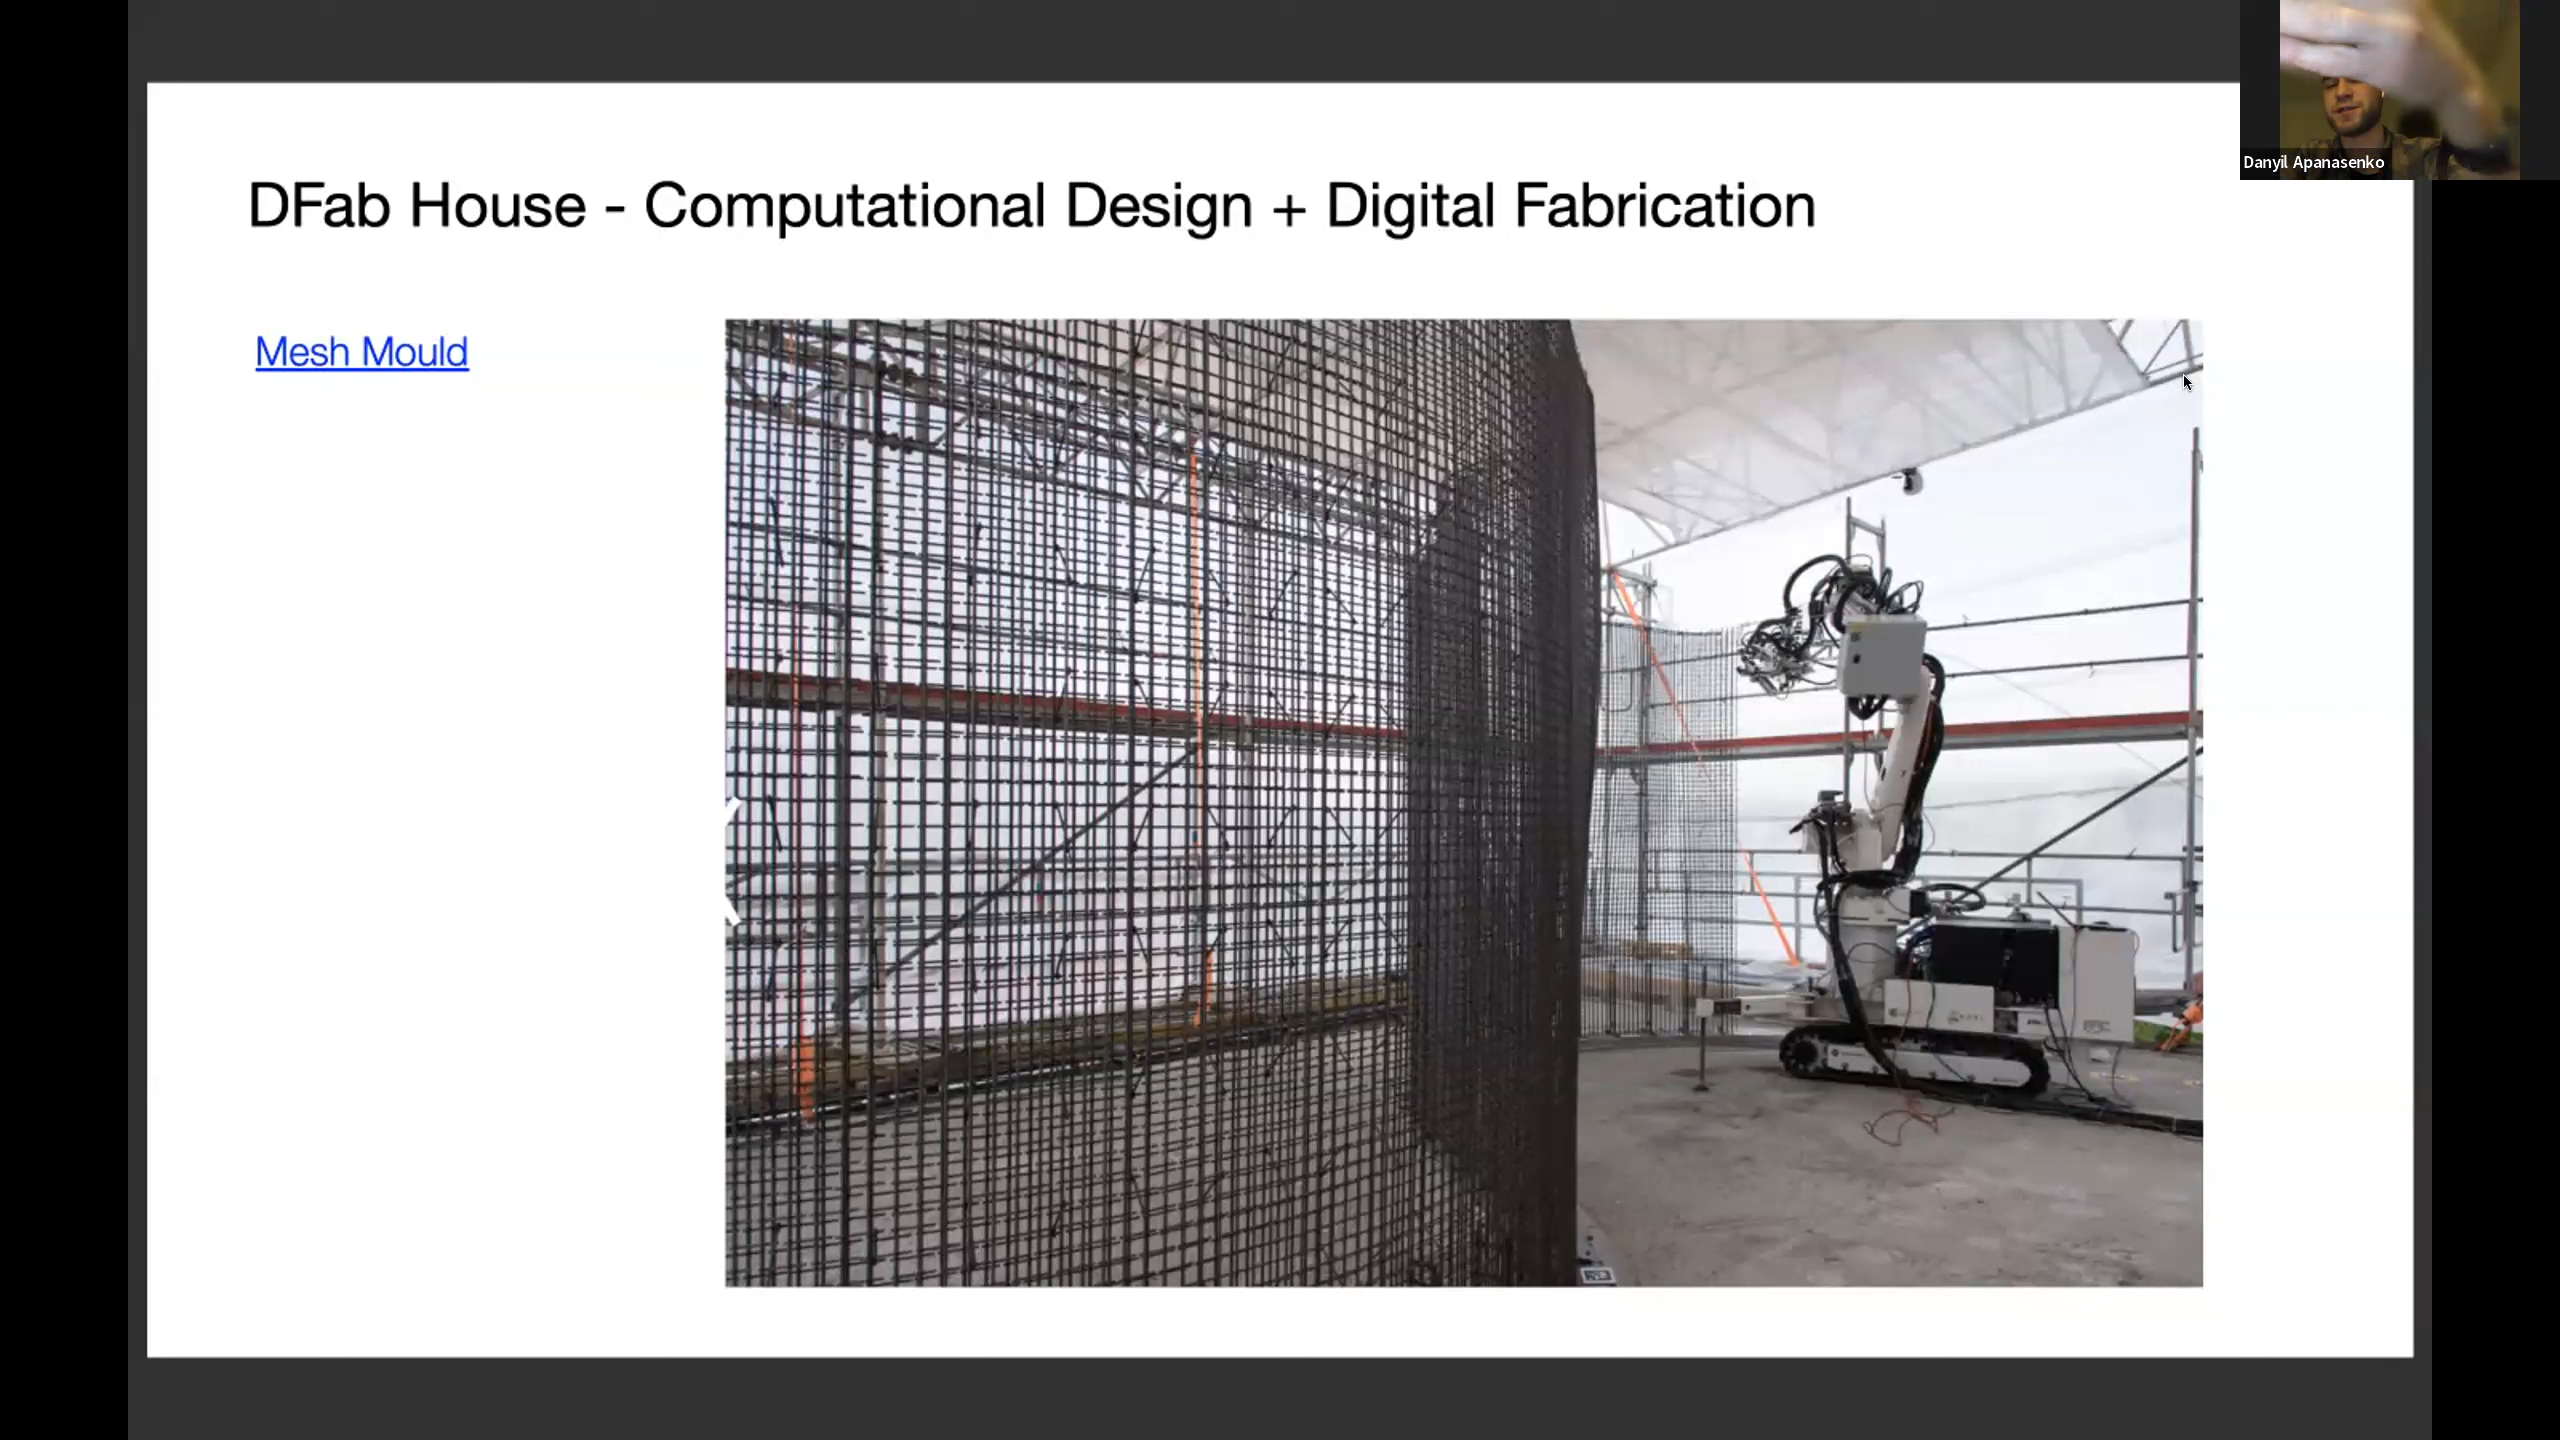 Danyil Apanasenko
DFab House - Computational Design + Digital Fabrication
Mesh Mould